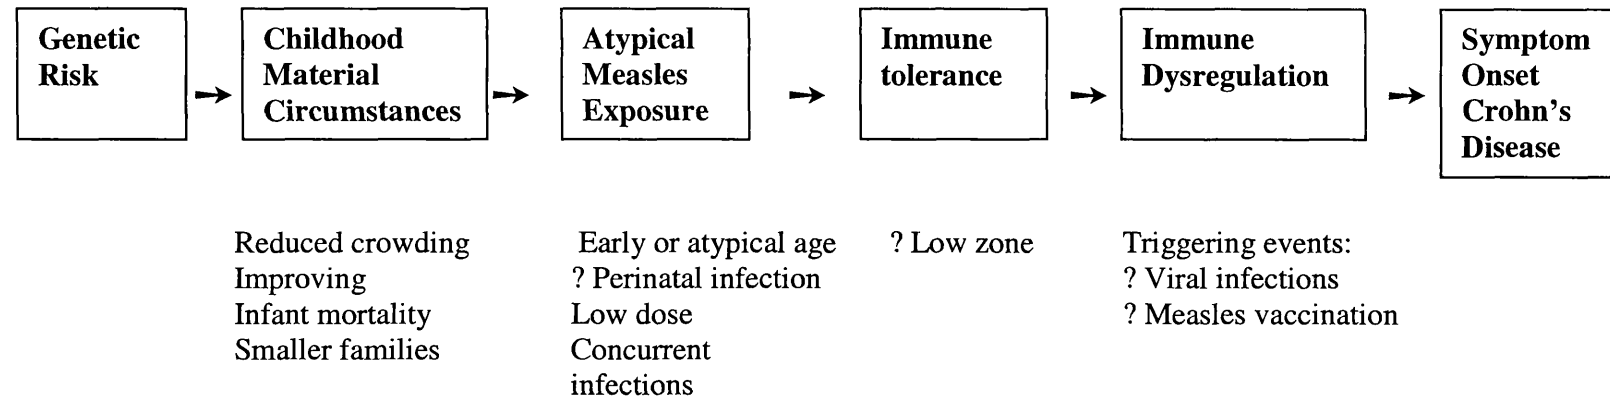 Genetic
Risk
Childhood
Material
Circumstances
Atypical
Measles
Exposure
Immune
tolerance
Immune
Dysregulation
Symptom
Onset
Crohn's
Disease
Reduced crowding
Improving
Infant mortality
Smaller families
Early or atypical age
? Perinatal infection
Low dose
Concurrent
infections
? Low zone
Triggering events:
? Viral infections
? Measles vaccination